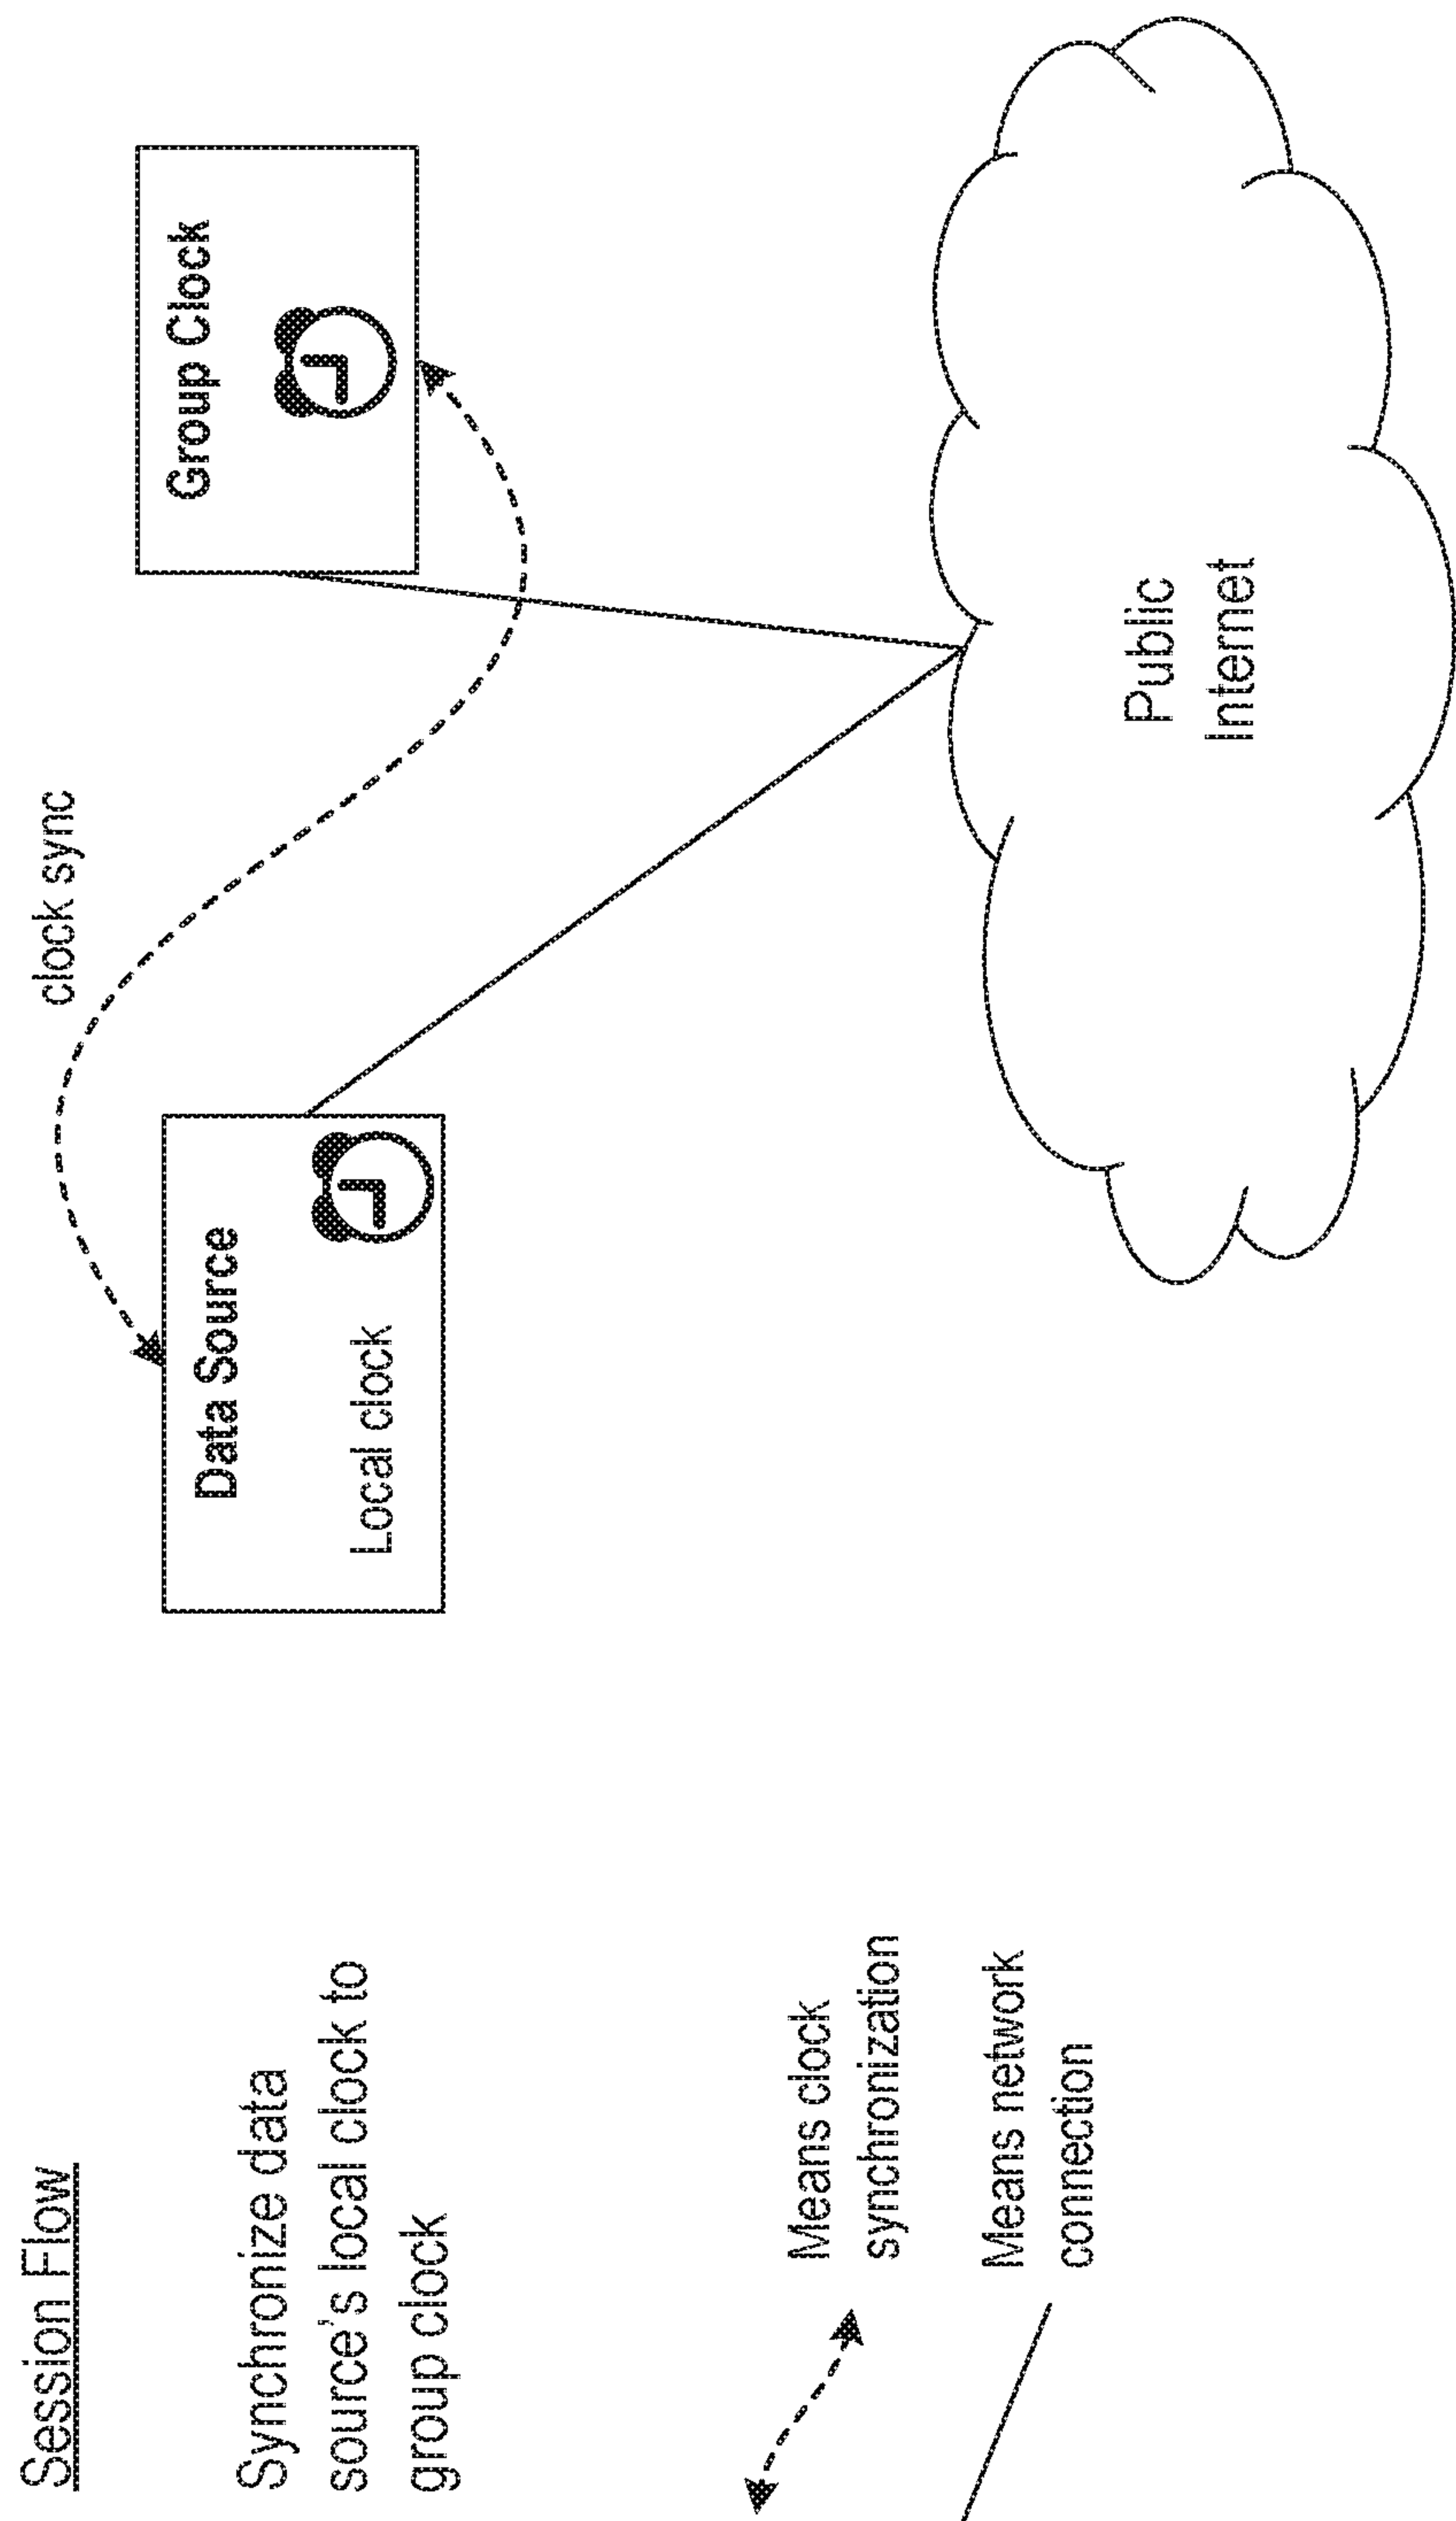 Session Flow
Synchronize data
source's local clock to
group clock
Means clock
synchronization
Means network
connection
clock sync
Data Source
Local clock
Group Clock
Public
Internet